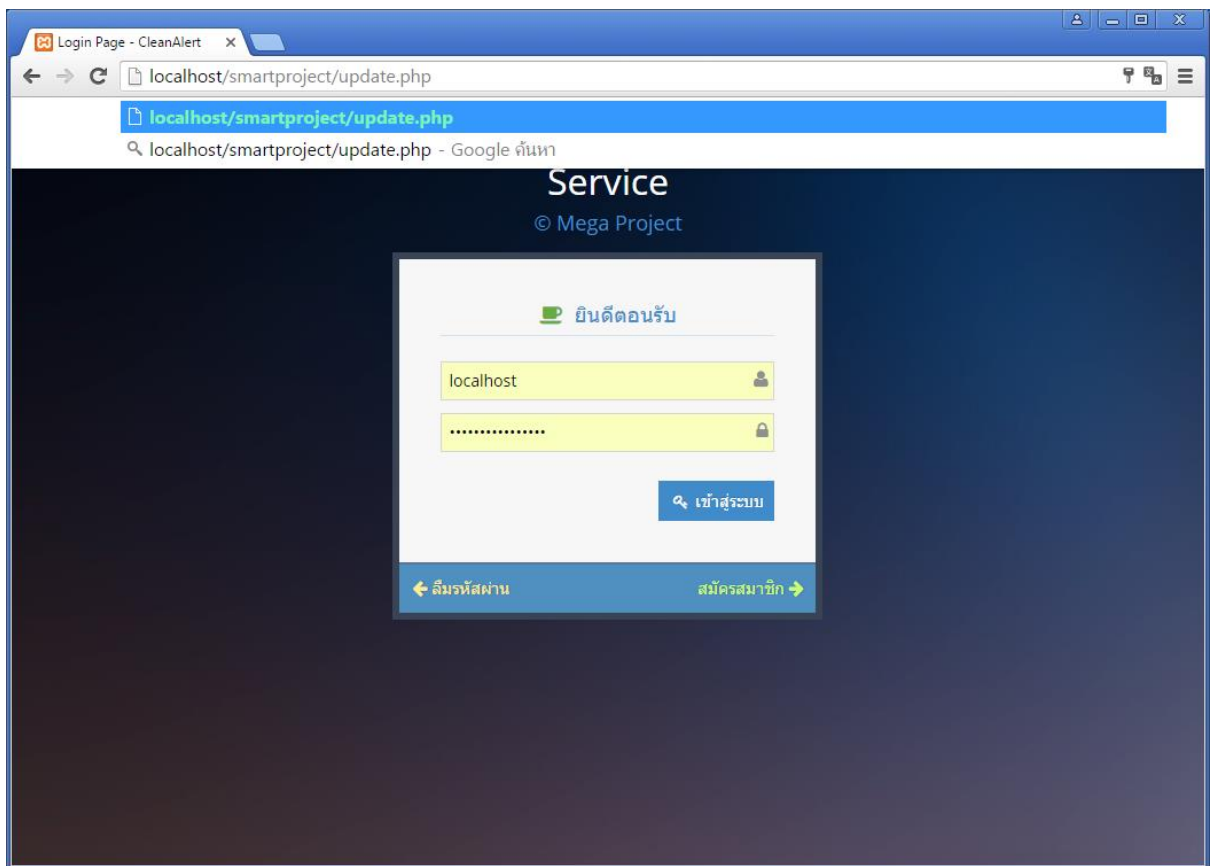 Login Page - CleanAlert
localhost/smartproject/update.php
localhost/smartproject/update.php
localhost/smartproject/update.php - Google ค้นหา
Service
© Mega Project
ยินดีตอนรับ
localhost
••••••••••••••••
เข้าสู่ระบบ
ลืมรหัสผ่าน
สมัครสมาชิก